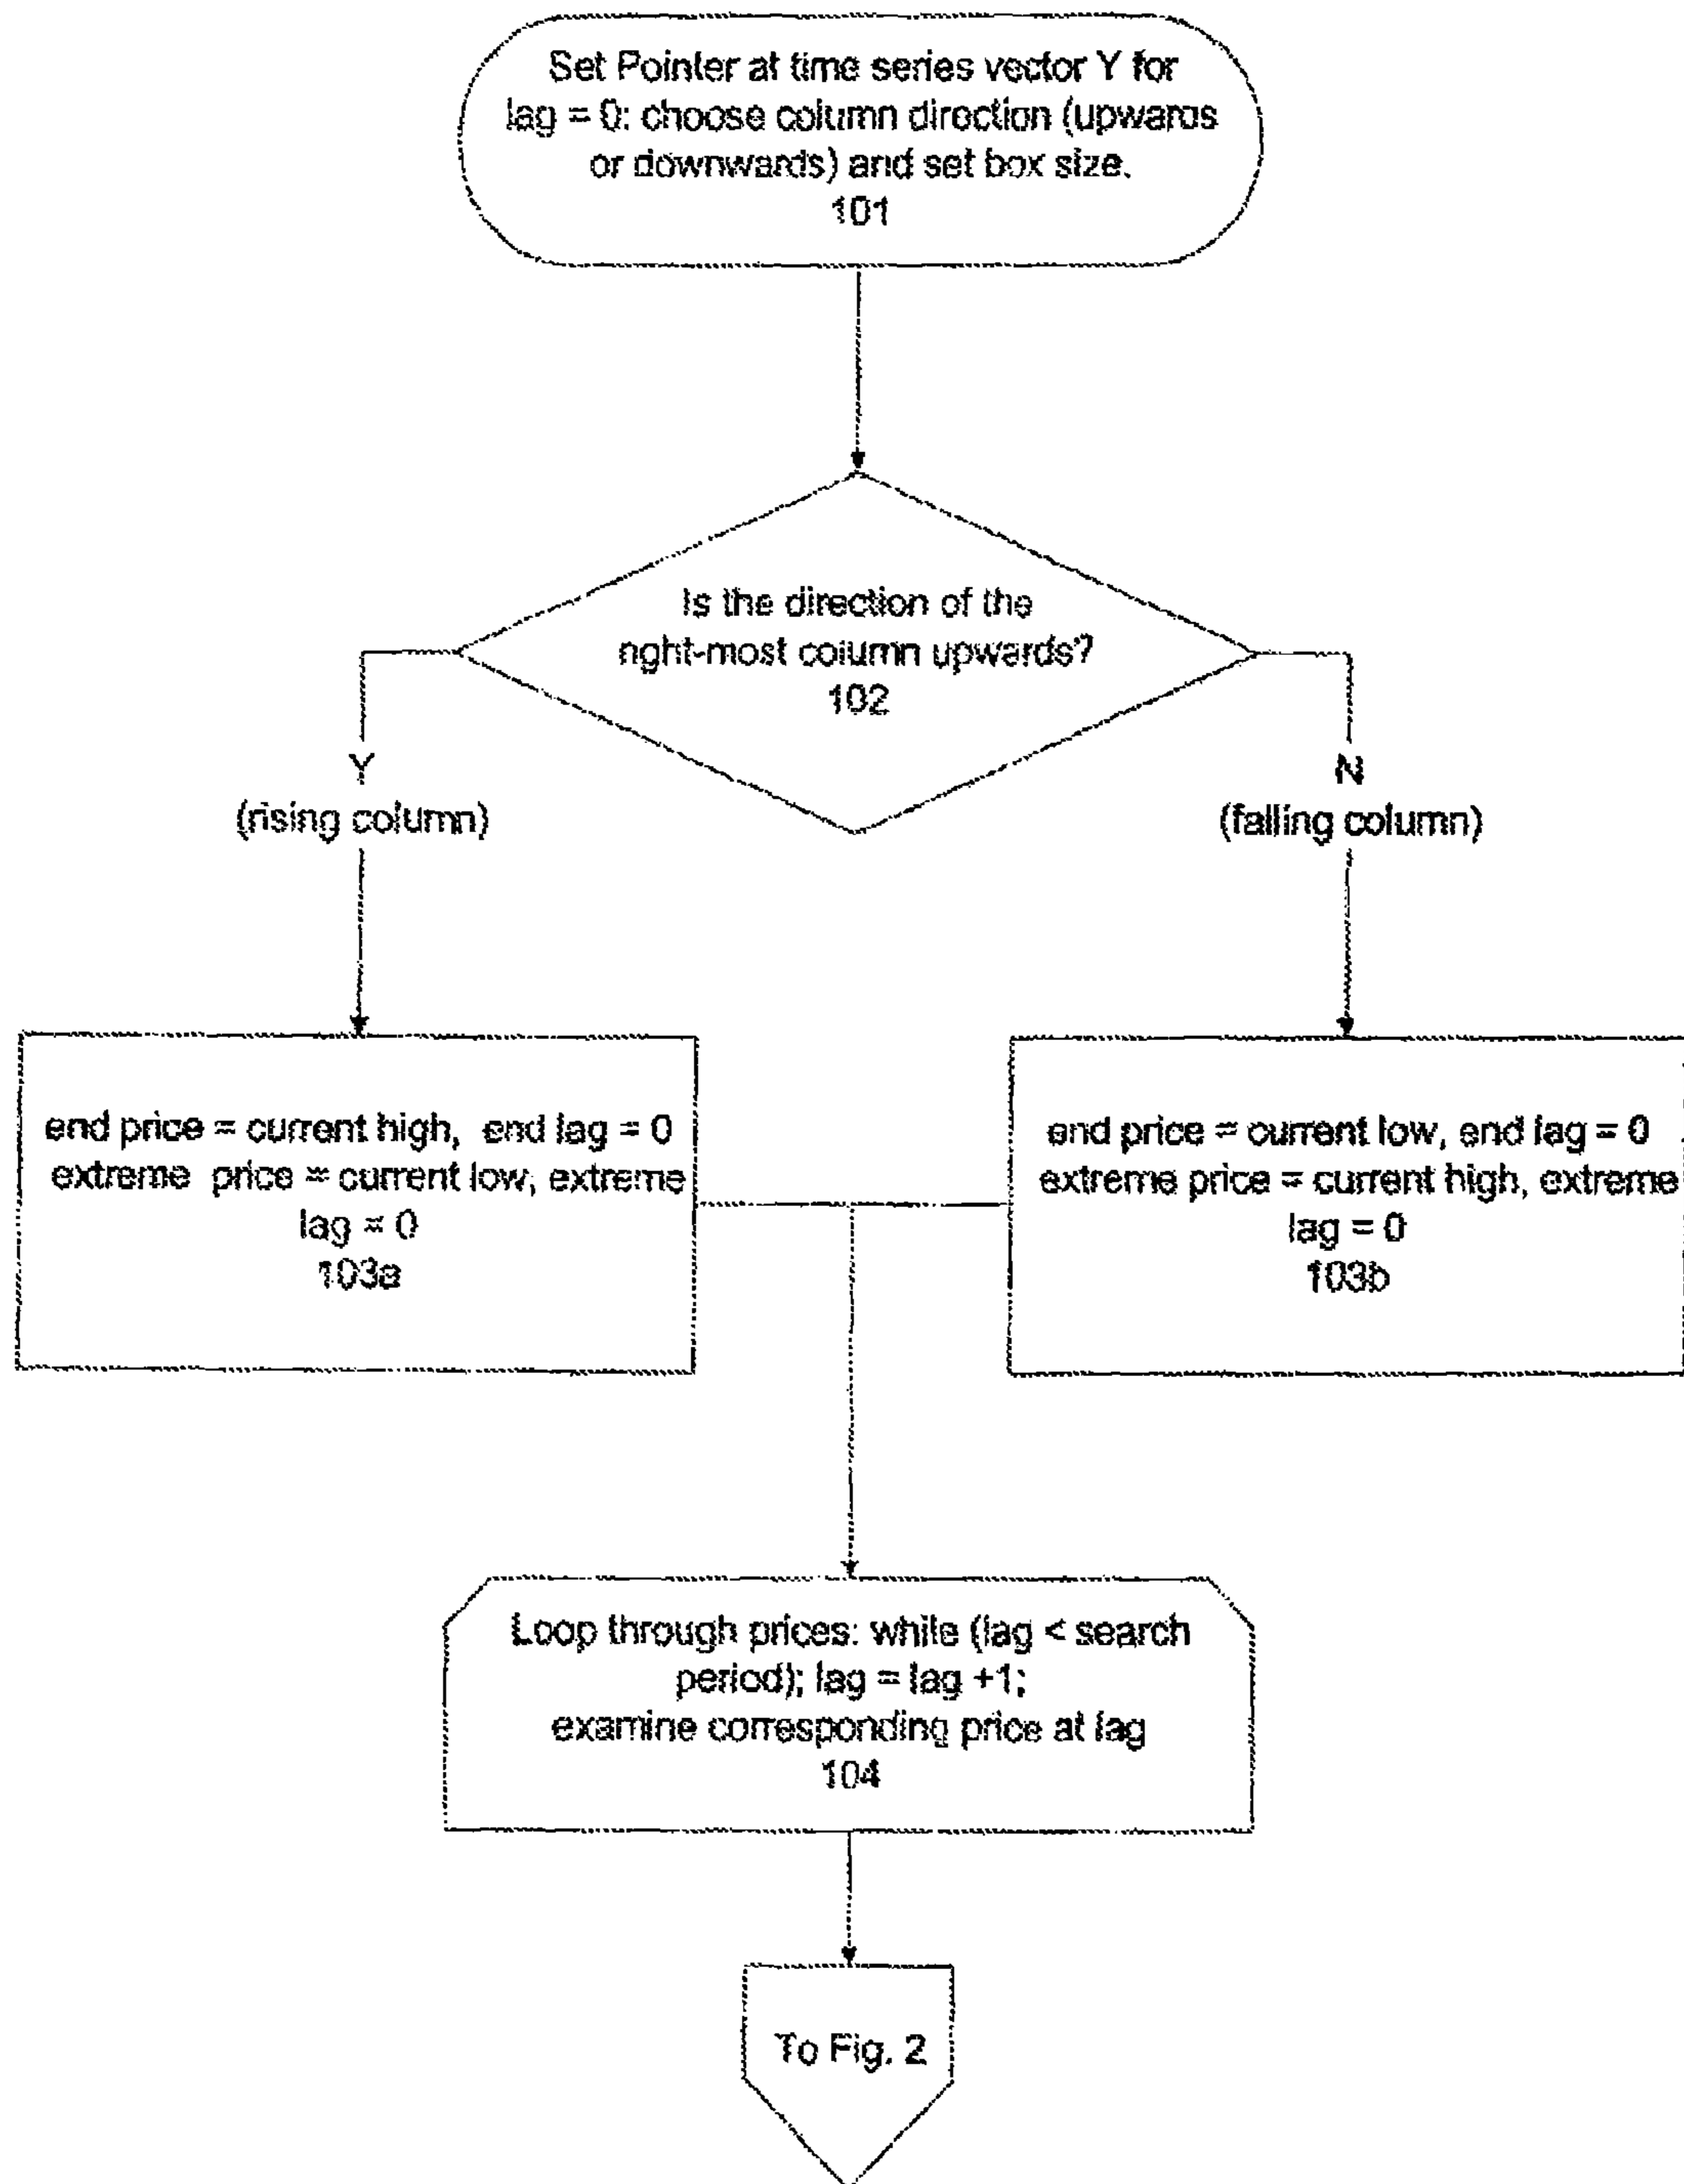 Set Pointer at time series vector Y for
lag = 0: choose column direction (upwards
or downwards) and set box size.
101
Is the direction of the
right-most column upwards?
102
Y
(rising column)
N
(falling column)
end price = current high, end lag = 0
extreme price = current low, extreme
lag = 0
103a
end price = current low, end lag = 0
extreme price = current high, extreme
lag = 0
103b
Loop through prices: while (lag < search
period); lag = lag +1;
examine corresponding price at lag
104
To Fig. 2